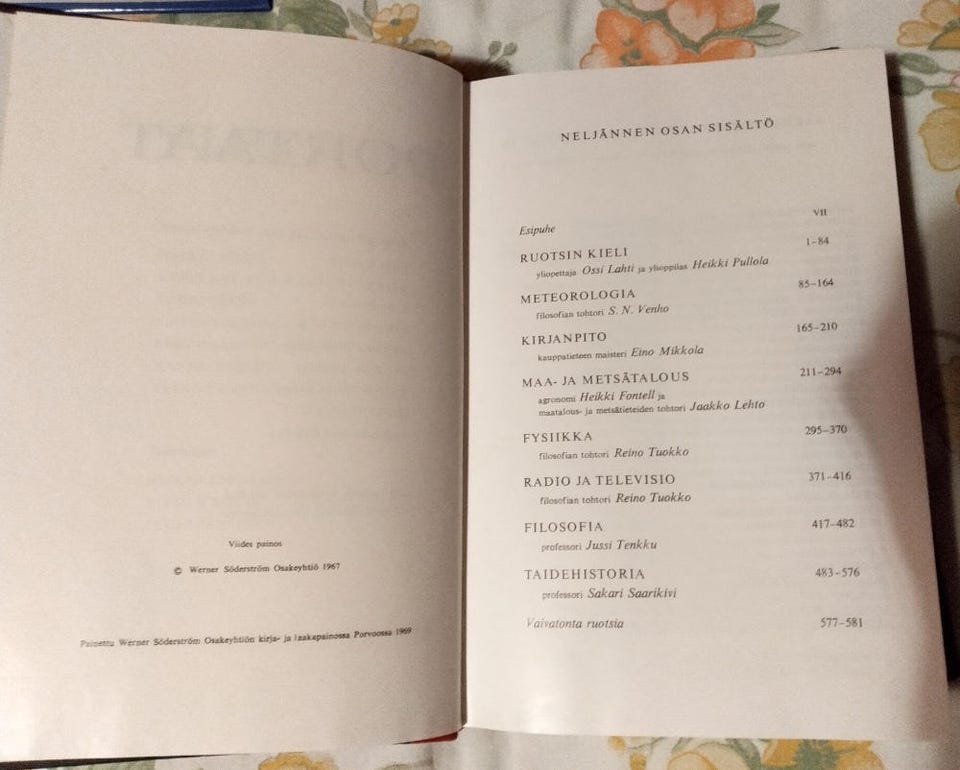 Viides painos
© Werner Söderström Osakeyhtiö 1967
Painettu Werner Söderström Osakeyhtiön kirja- ja laakapainossa Porvoossa 1969
NELJÄNNEN OSAN SISÄLTÖ
Esipuhe VII
RUOTSIN KIELI 1–84
yliopettaja Ossi Lahti ja ylioppilas Heikki Pullola
METEOROLOGIA 85–164
filosofian tohtori S. N. Venho
KIRJANPITO 165–210
kauppatieteen maisteri Eino Mikkola
MAA- JA METSÄTALOUS 211–294
agronomi Heikki Fontell ja
maatalous- ja metsätieteiden tohtori Jaakko Lehto
FYSIIKKA 295–370
filosofian tohtori Reino Tuokko
RADIO JA TELEVISIO 371–416
filosofian tohtori Reino Tuokko
FILOSOFIA 417–482
professori Jussi Tenkku
TAIDEHISTORIA 483–576
professori Sakari Saarikivi
Vaivatonta ruotsia 577–581